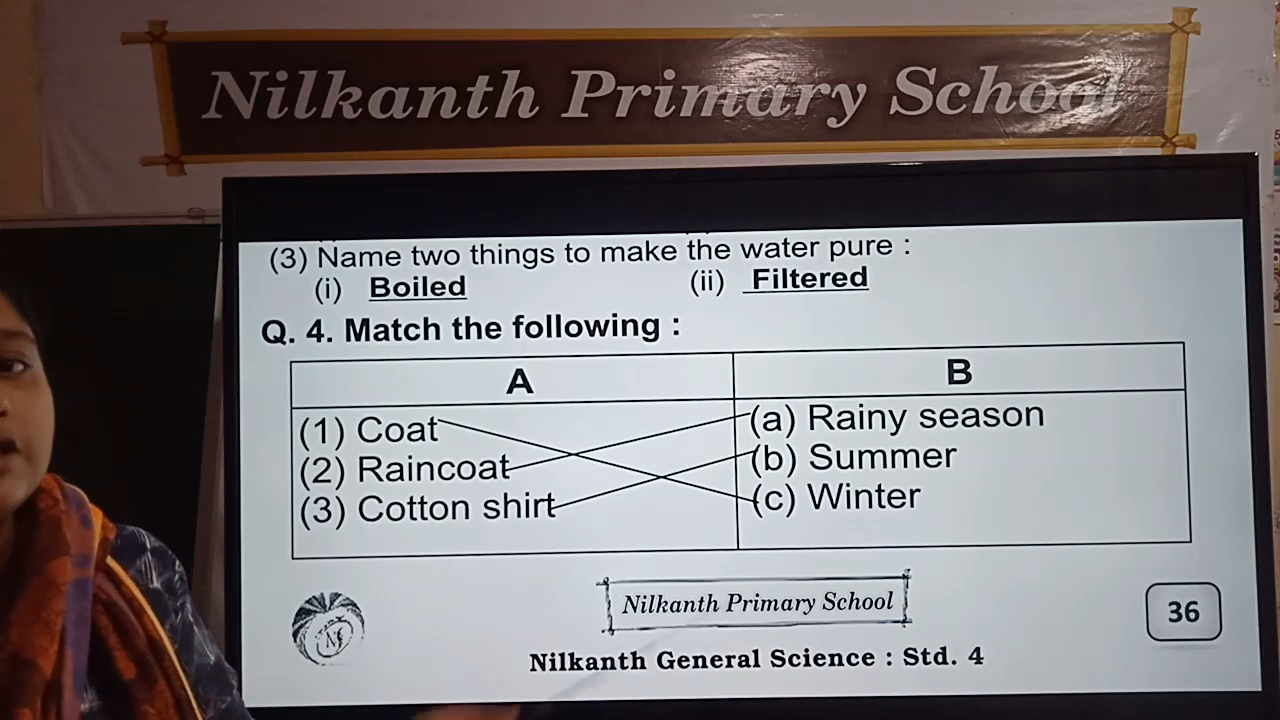 Nilkanth Primary School
(3) Name two things to make the water pure :
(i) Boiled (ii) Filtered
Q. 4. Match the following :
A B
(1) Coat (a) Rainy season
(2) Raincoat (b) Summer
(3) Cotton shirt (c) Winter
Nilkanth Primary School
36
Nilkanth General Science : Std. 4